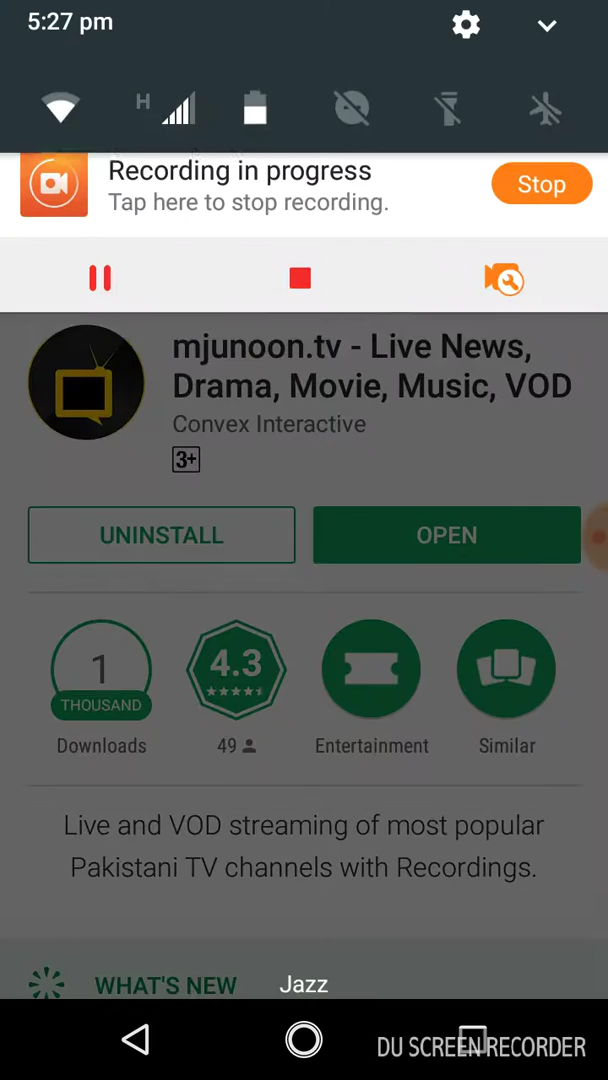 5:27 pm
H
Recording in progress
Tap here to stop recording.
Stop
mjunoon.tv - Live News,
Drama, Movie, Music, VOD
Convex Interactive
3+
UNINSTALL
OPEN
1
THOUSAND
Downloads
4.3
49
Entertainment
Similar
Live and VOD streaming of most popular
Pakistani TV channels with Recordings.
WHAT'S NEW
Jazz
DU SCREEN RECORDER